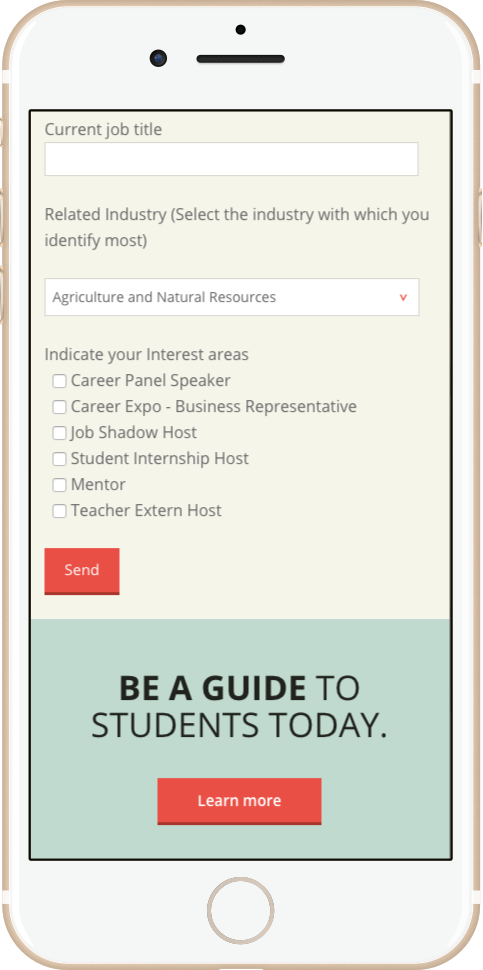 Current job title
Related Industry (Select the industry with which you
identify most)
Agriculture and Natural Resources
Indicate your Interest areas
Career Panel Speaker
Career Expo - Business Representative
Job Shadow Host
Student Internship Host
Mentor
Teacher Extern Host
Send
BE A GUIDE TO
STUDENTS TODAY.
Learn more